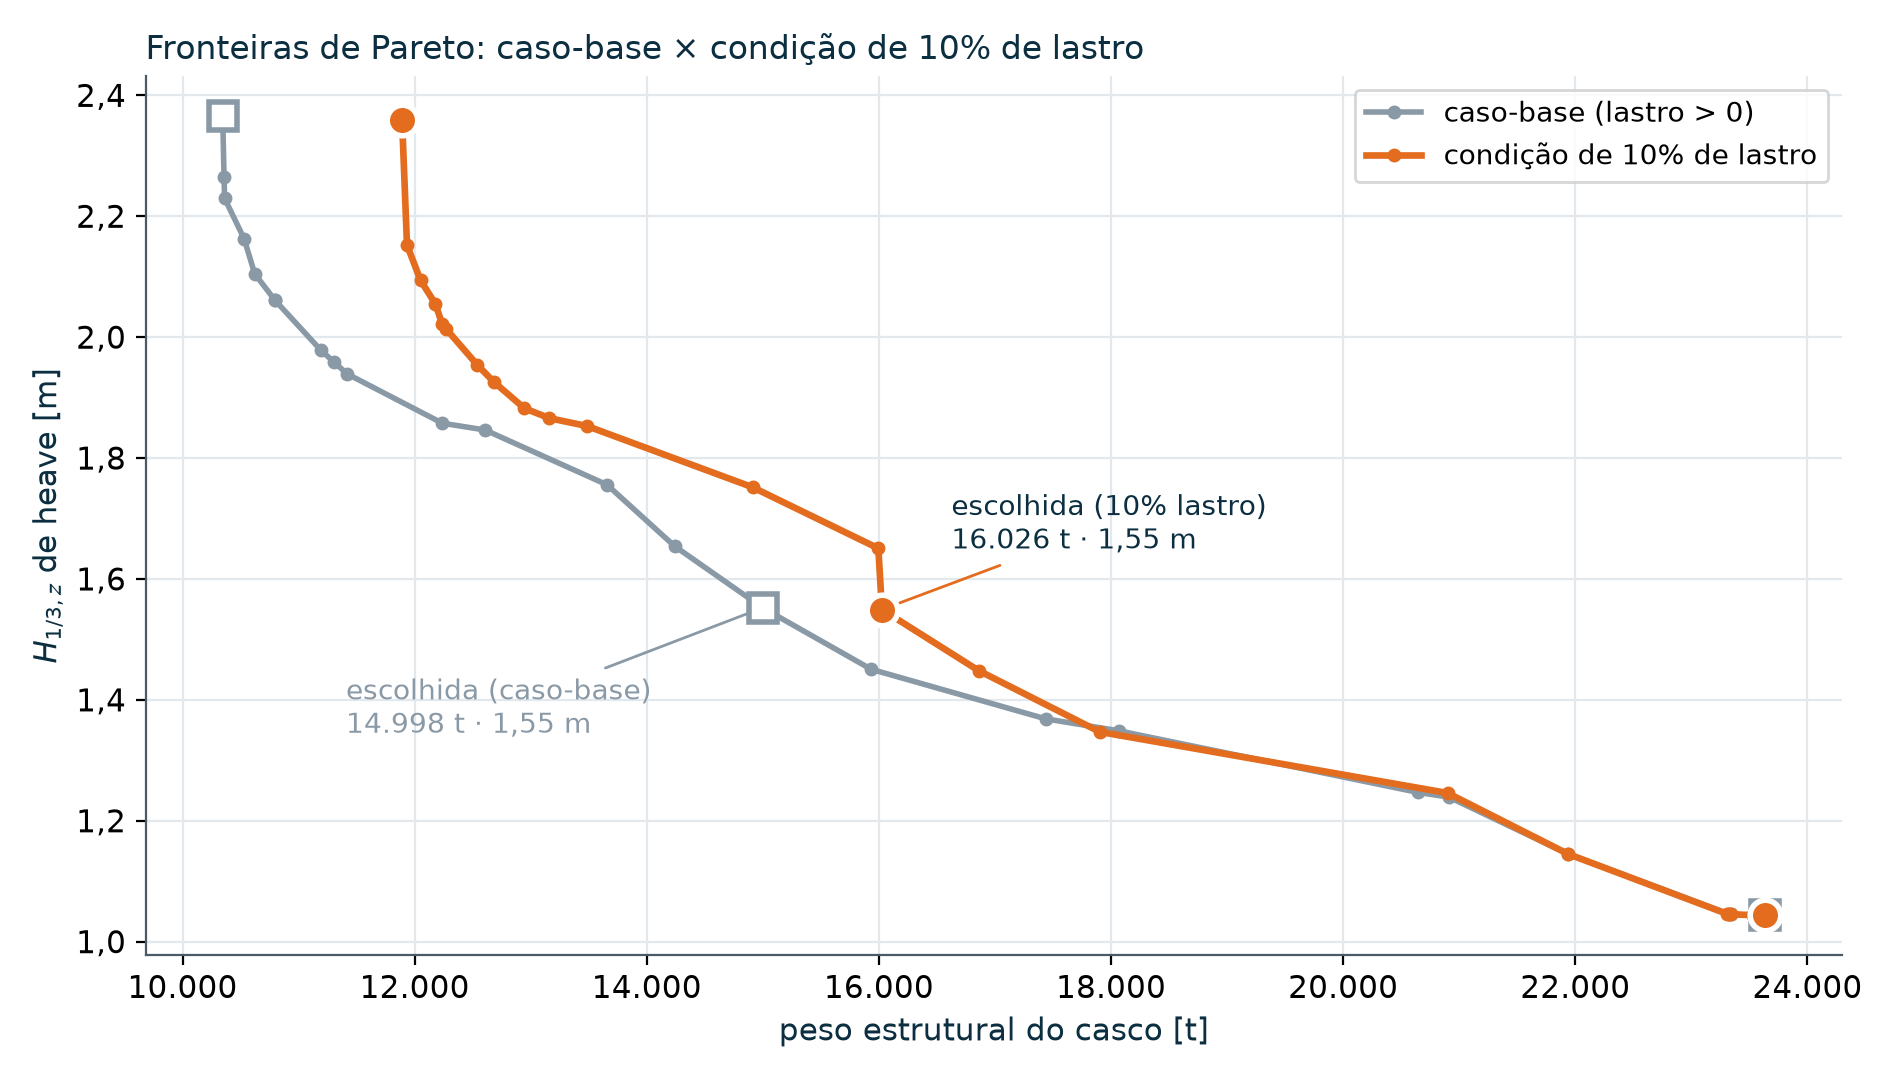 Fronteiras de Pareto: caso-base × condição de 10% de lastro
2,4
2,2
2,0
1,8
1,6
1,4
1,2
1,0
H1/3, z de heave [m]
caso-base (lastro > 0)
condição de 10% de lastro
escolhida (10% lastro)
16.026 t · 1,55 m
escolhida (caso-base)
14.998 t · 1,55 m
10.000 12.000 14.000 16.000 18.000 20.000 22.000 24.000
peso estrutural do casco [t]